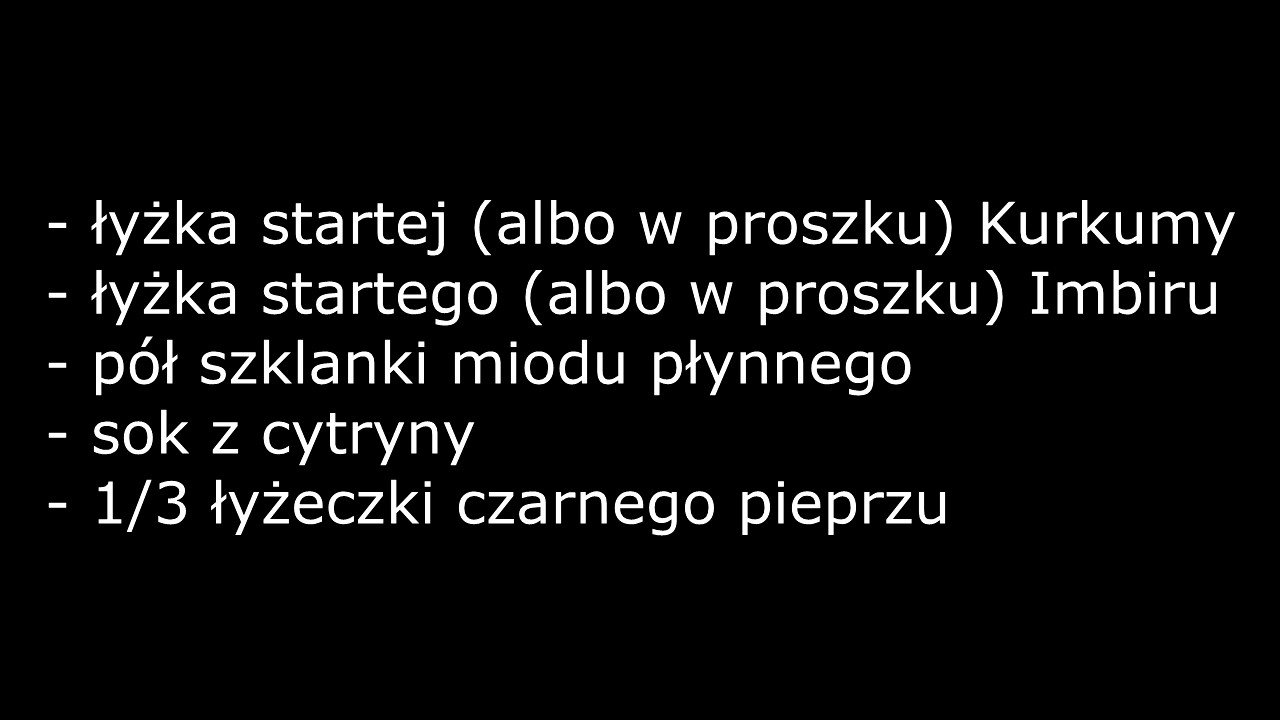 - łyżka startej (albo w proszku) Kurkumy
- łyżka startego (albo w proszku) Imbiru
- pół szklanki miodu płynnego
- sok z cytryny
- 1/3 łyżeczki czarnego pieprzu